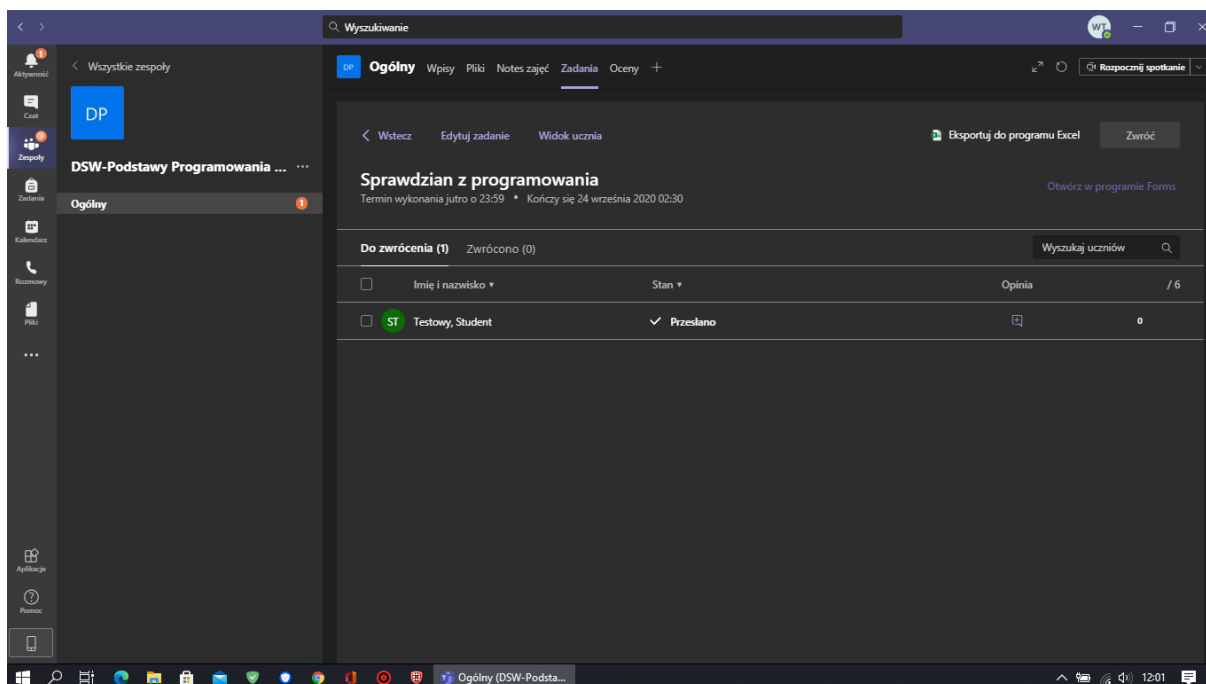 Wyszukiwanie
WT
1
Aktywność
Czat
Zespoły
Zadania
Kalendarz
Rozmowy
Pliki
Aplikacje
Pomoc
Wszystkie zespoły
DP
DSW-Podstawy Programowania ...
Ogólny 1
DP Ogólny Wpisy Pliki Notes zajęć Zadania Oceny
Rozpocznij spotkanie
Wstecz Edytuj zadanie Widok ucznia Eksportuj do programu Excel Zwróć
Sprawdzian z programowania
Otwórz w programie Forms
Termin wykonania jutro o 23:59 • Kończy się 24 września 2020 02:30
Do zwrócenia (1) Zwrócono (0) Wyszukaj uczniów
Imię i nazwisko Stan Opinia / 6
ST Testowy, Student Przesłano 0
Ogólny (DSW-Podsta... 12:01